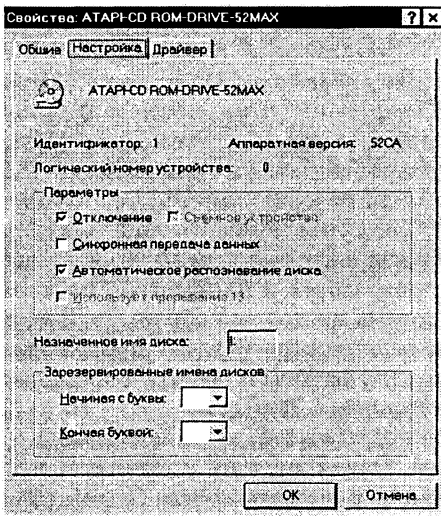 Свойства: ATAPI-CD ROM-DRIVE-52MAX
Общие Настройка Драйвер
ATAPI-CD ROM-DRIVE-52MAX
Идентификатор: 1 Аппаратная версия: 52CA
Логический номер устройства: 0
Параметры
Отключение Съемное устройство
Синхронная передача данных
Автоматическое распознавание диска
Использует прерывание 13
Назначенное имя диска:
Зарезервированные имена дисков
Начиная с буквы:
Кончая буквой:
OK Отмена